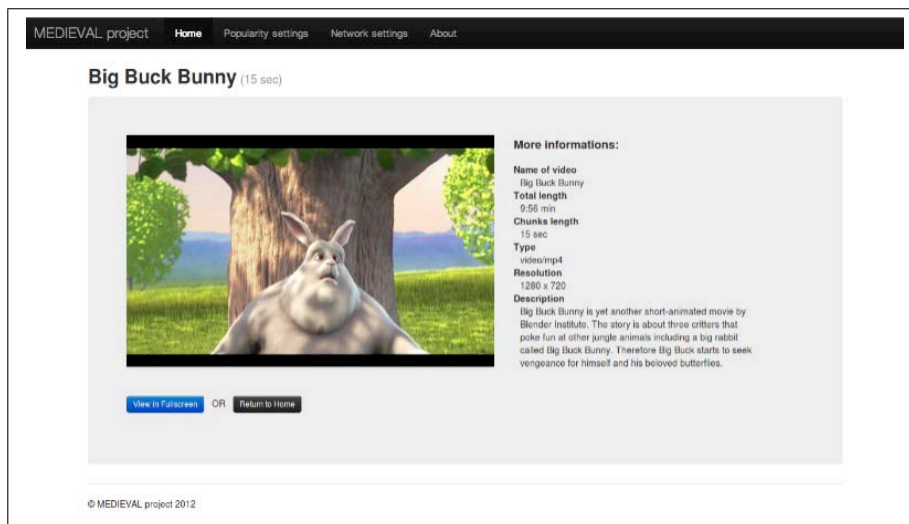 MEDIEVAL project Home Popularity settings Network settings About
Big Buck Bunny (15 sec)
More informations:
Name of video
Big Buck Bunny
Total length
9:56 min
Chunks length
15 sec
Type
video/mp4
Resolution
1280 x 720
Description
Big Buck Bunny is yet another short-animated movie by
Blender Institute. The story is about three critters that
poke fun at other jungle animals including a big rabbit
called Big Buck Bunny. Therefore Big Buck starts to seek
vengeance for himself and his beloved butterflies.
View in Fullscreen OR Return to Home
© MEDIEVAL project 2012